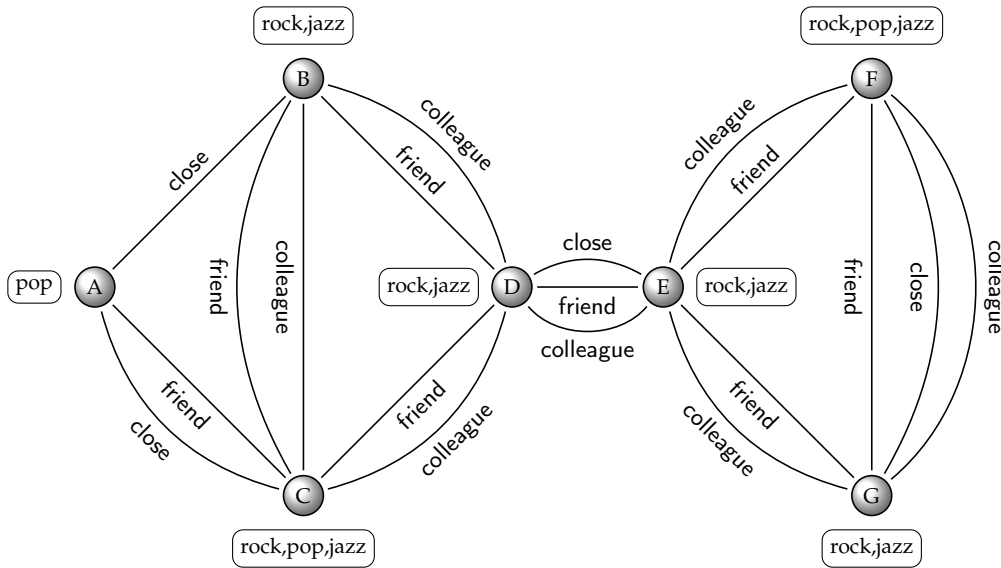 rock,jazz
rock,pop,jazz
B
F
colleague
colleague
close
friend
friend
close
pop
A
friend
colleague
rock,jazz
D
friend
E
rock,jazz
friend
close
colleague
colleague
friend
close
friend
colleague
friend
colleague
C
G
rock,pop,jazz
rock,jazz